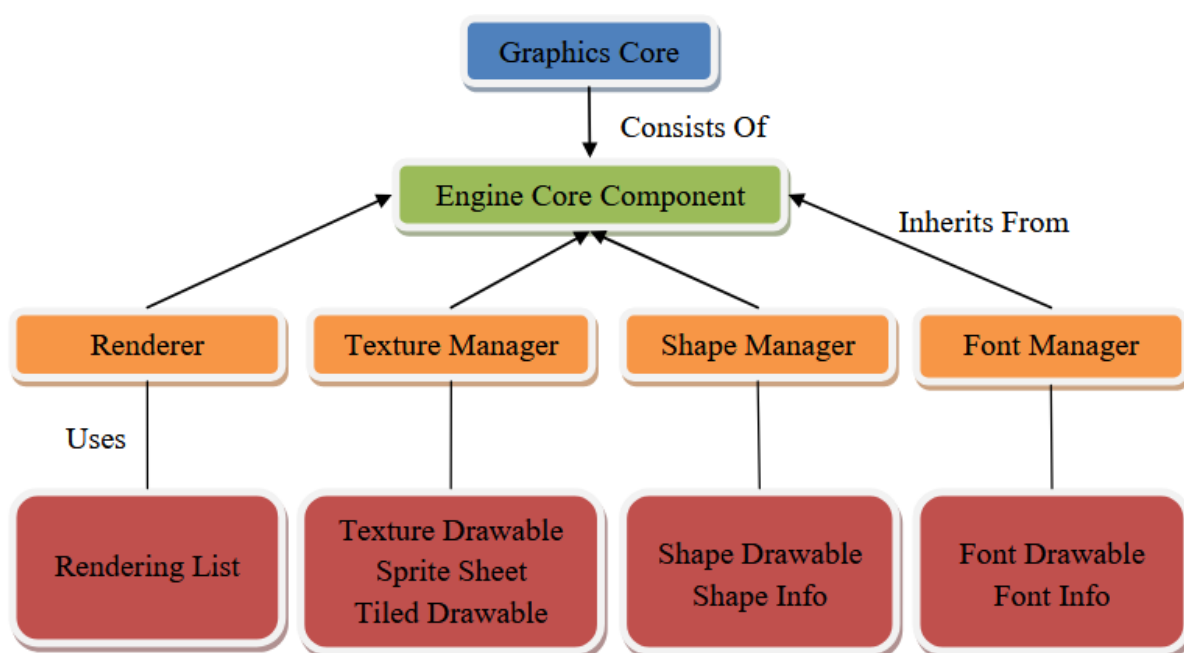 Graphics Core
Consists Of
Engine Core Component
Inherits From
Renderer
Texture Manager
Shape Manager
Font Manager
Uses
Rendering List
Texture Drawable
Sprite Sheet
Tiled Drawable
Shape Drawable
Shape Info
Font Drawable
Font Info